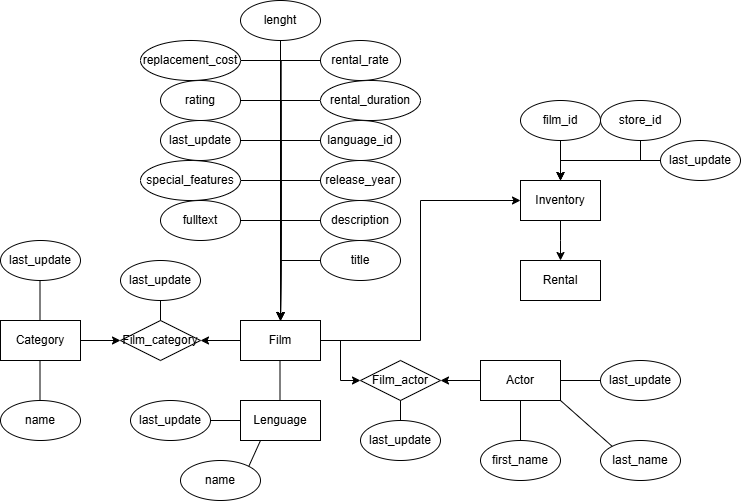 lenght
replacement_cost
rental_rate
rating
rental_duration
last_update
language_id
special_features
release_year
fulltext
description
title
film_id
store_id
last_update
Inventory
Rental
last_update
last_update
Category
Film_category
Film
name
last_update
Lenguage
name
Film_actor
last_update
Actor
last_update
first_name
last_name